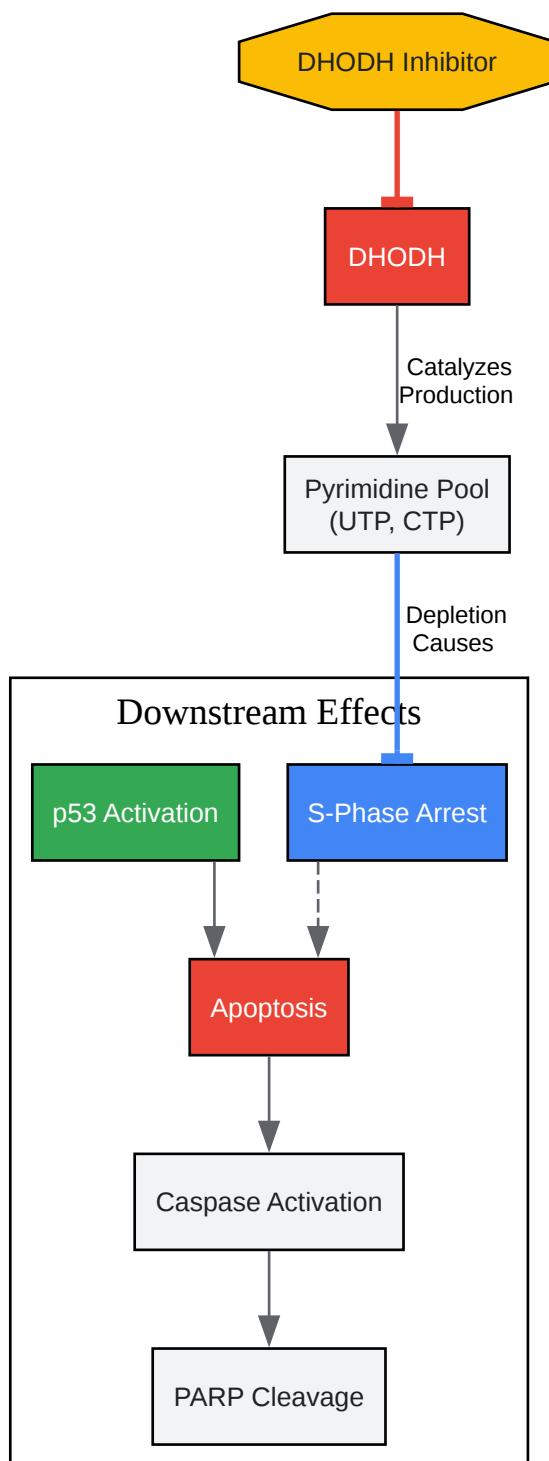 DHODH Inhibitor
DHODH
Catalyzes
Production
Pyrimidine Pool
(UTP, CTP)
Depletion
Causes
Downstream Effects
p53 Activation
S-Phase Arrest
Apoptosis
Caspase Activation
PARP Cleavage